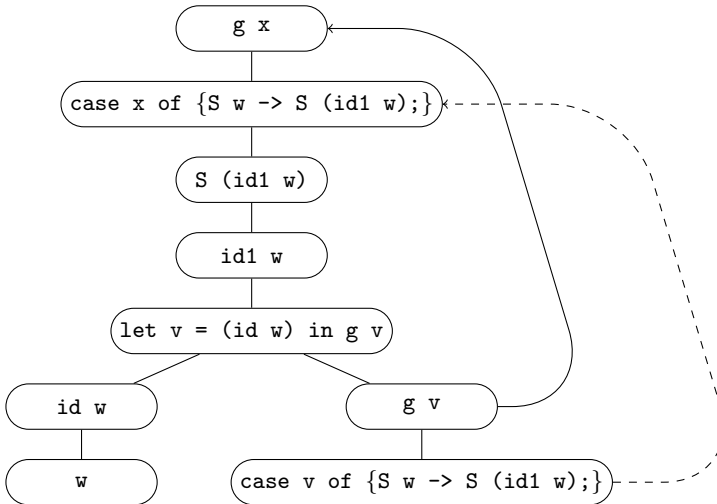 g x
case x of {S w -> S (id1 w);}
S (id1 w)
id1 w
let v = (id w) in g v
id w
g v
w
case v of {S w -> S (id1 w);}